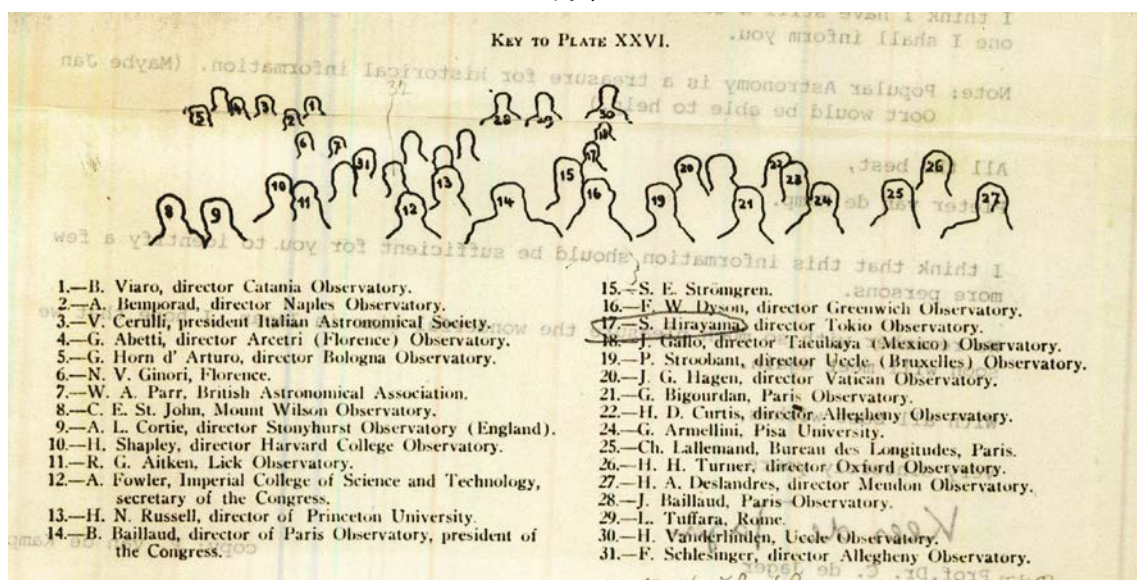 KEY TO PLATE XXVI.
32
1.—B. Viaro, director Catania Observatory.
2.—A. Bemporad, director Naples Observatory.
3.—V. Cerulli, president Italian Astronomical Society.
4.—G. Abetti, director Arcetri (Florence) Observatory.
5.—G. Horn d' Arturo, director Bologna Observatory.
6.—N. V. Ginori, Florence.
7.—W. A. Parr, British Astronomical Association.
8.—C. E. St. John, Mount Wilson Observatory.
9.—A. L. Cortie, director Stonyhurst Observatory (England).
10.—H. Shapley, director Harvard College Observatory.
11.—R. G. Aitken, Lick Observatory.
12.—A. Fowler, Imperial College of Science and Technology,
secretary of the Congress.
13.—H. N. Russell, director of Princeton University.
14.—B. Baillaud, director of Paris Observatory, president of
the Congress.
15.—S. E. Strömgren.
16.—F. W. Dyson, director Greenwich Observatory.
17.—S. Hirayama, director Tokio Observatory.
18.—J. Gallo, director Tacubaya (Mexico) Observatory.
19.—P. Stroobant, director Uccle (Bruxelles) Observatory.
20.—J. G. Hagen, director Vatican Observatory.
21.—G. Bigourdan, Paris Observatory.
22.—H. D. Curtis, director Allegheny Observatory.
24.—G. Armellini, Pisa University.
25.—Ch. Lallemand, Bureau des Longitudes, Paris.
26.—H. H. Turner, director Oxford Observatory.
27.—H. A. Deslandres, director Meudon Observatory.
28.—J. Baillaud, Paris Observatory.
29.—L. Tuffara, Rome.
30.—H. Vanderlinden, Uccle Observatory.
31.—F. Schlesinger, director Allegheny Observatory.